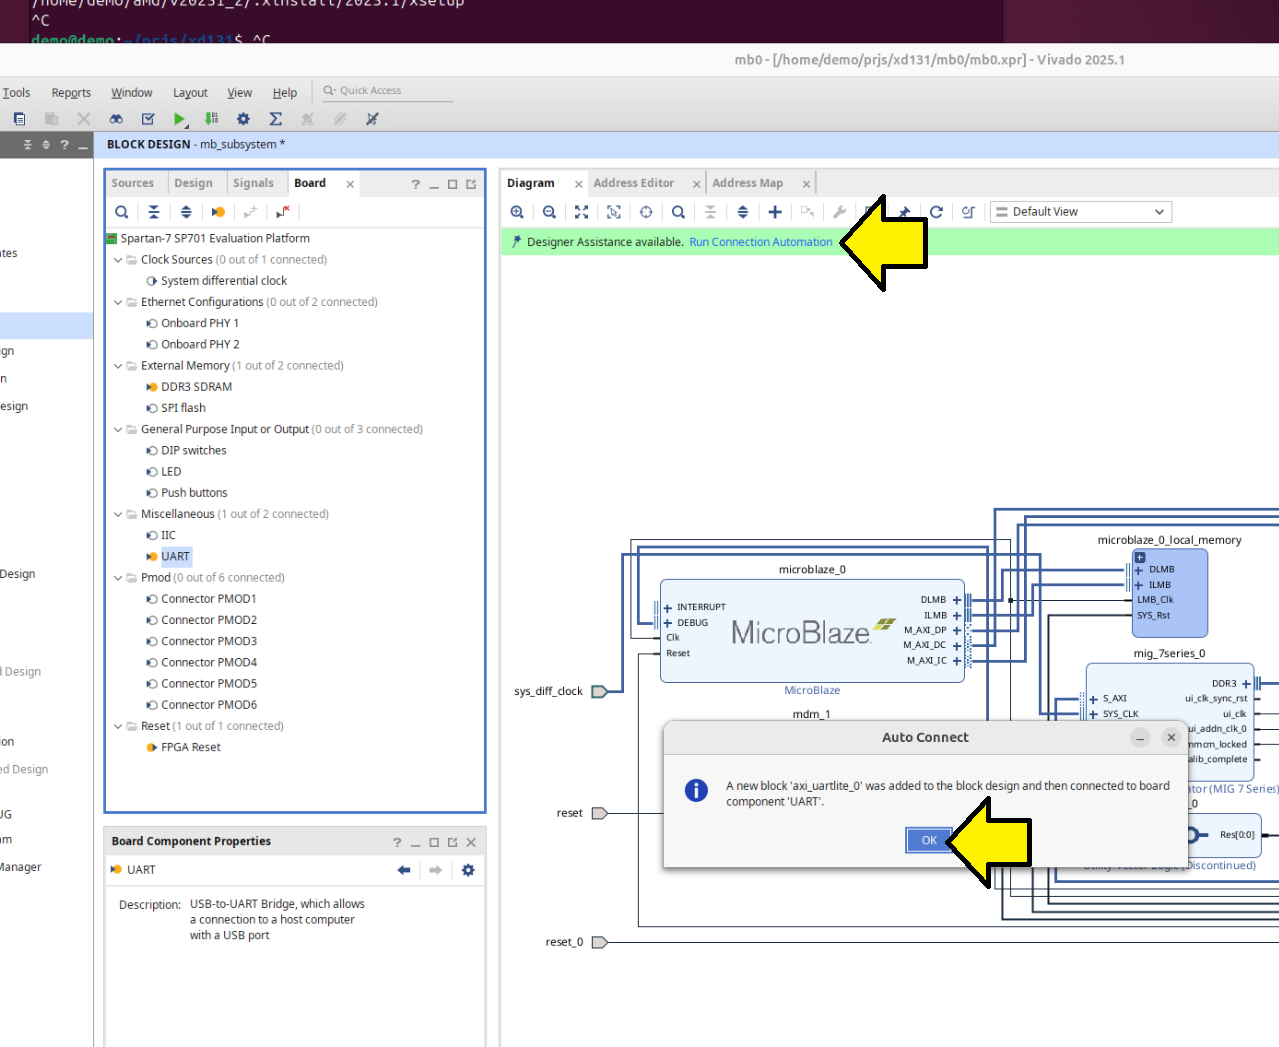 /home/demo/amd/v20251_2/.xinstall/2025.1/xsetup
^C
demo@demo:~/prjs/xd131$ ^C
mb0 - [/home/demo/prjs/xd131/mb0/mb0.xpr] - Vivado 2025.1
Tools Reports Window Layout View Help Quick Access
BLOCK DESIGN - mb_subsystem *
Sources Design Signals Board
Spartan-7 SP701 Evaluation Platform
Clock Sources (0 out of 1 connected)
System differential clock
Ethernet Configurations (0 out of 2 connected)
Onboard PHY 1
Onboard PHY 2
External Memory (1 out of 2 connected)
DDR3 SDRAM
SPI flash
General Purpose Input or Output (0 out of 3 connected)
DIP switches
LED
Push buttons
Miscellaneous (1 out of 2 connected)
IIC
UART
Pmod (0 out of 6 connected)
Connector PMOD1
Connector PMOD2
Connector PMOD3
Connector PMOD4
Connector PMOD5
Connector PMOD6
Reset (1 out of 1 connected)
FPGA Reset
Board Component Properties
UART
Description: USB-to-UART Bridge, which allows
a connection to a host computer
with a USB port
ates
ign
n
esign
Design
d Design
ion
ed Design
UG
am
Manager
Diagram Address Editor Address Map
Default View
Designer Assistance available. Run Connection Automation
microblaze_0_local_memory
DLMB
ILMB
LMB_Clk
SYS_Rst
microblaze_0
INTERRUPT
DEBUG
Clk
Reset
MicroBlaze
DLMB
ILMB
M_AXI_DP
M_AXI_DC
M_AXI_IC
MicroBlaze
mig_7series_0
S_AXI
SYS_CLK
DDR3
ui_clk_sync_rst
ui_clk
ui_addn_clk_0
mmcm_locked
alib_complete
ator (MIG 7 Series)
sys_diff_clock
mdm_1
Auto Connect
A new block 'axi_uartlite_0' was added to the block design and then connected to board
component 'UART'.
OK
_0
Res[0:0]
Utility Vector Logic (Discontinued)
reset
reset_0